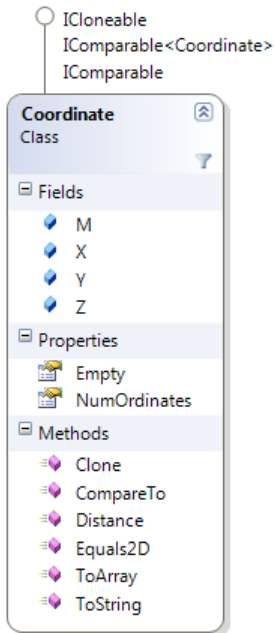 ICloneable
IComparable<Coordinate>
IComparable
Coordinate
Class
Fields
M
X
Y
Z
Properties
Empty
NumOrdinates
Methods
Clone
CompareTo
Distance
Equals2D
ToArray
ToString